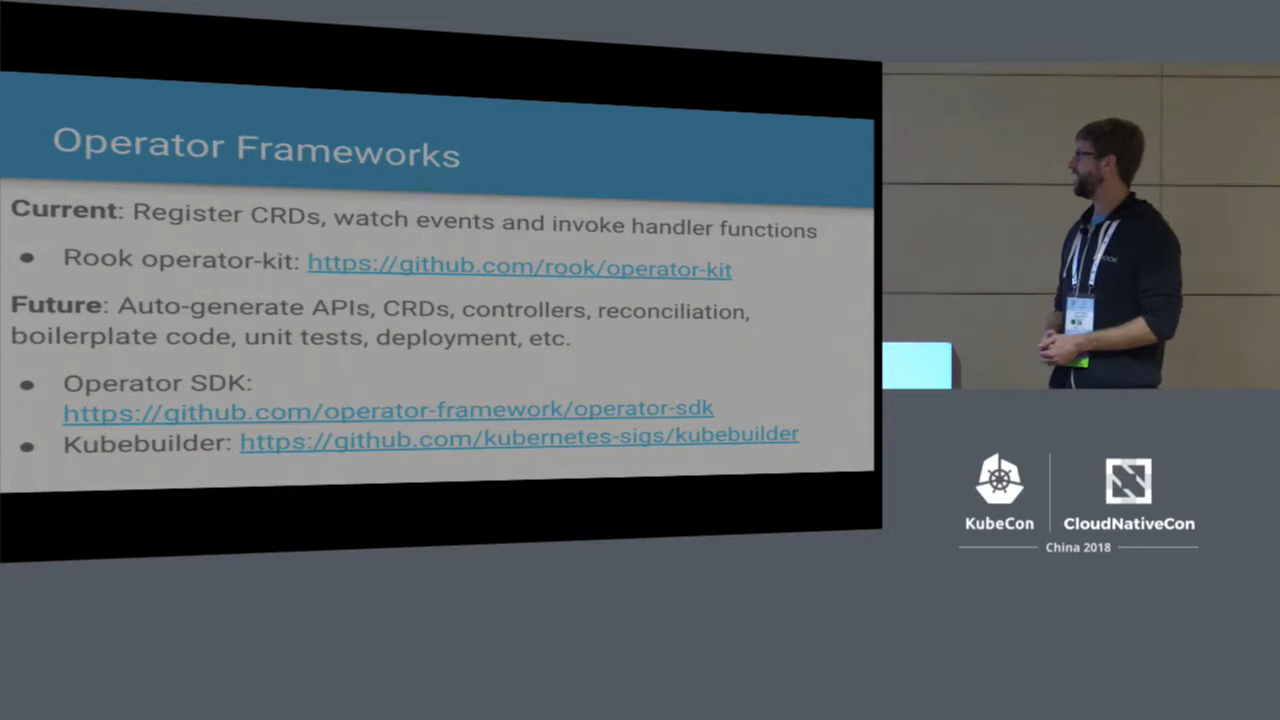 Operator Frameworks
Current: Register CRDs, watch events and invoke handler functions
● Rook operator-kit: https://github.com/rook/operator-kit
Future: Auto-generate APIs, CRDs, controllers, reconciliation,
boilerplate code, unit tests, deployment, etc.
● Operator SDK:
https://github.com/operator-framework/operator-sdk
● Kubebuilder: https://github.com/kubernetes-sigs/kubebuilder
KubeCon
CloudNativeCon
China 2018